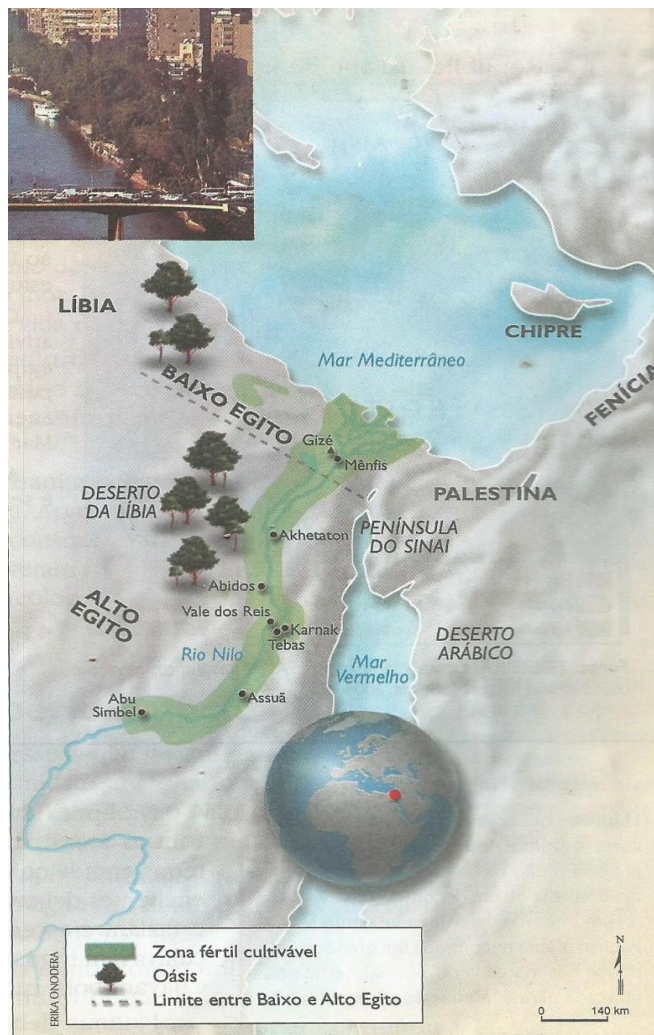 LÍBIA
CHIPRE
Mar Mediterrâneo
FENÍCIA
BAIXO EGITO
Gizé
Mênfis
DESERTO
DA LÍBIA
PALESTINA
PENÍNSULA
DO SINAI
Akhetaton
ALTO
EGITO
Abidos
Vale dos Reis
Karnak
Tebas
DESERTO
ARÁBICO
Rio Nilo
Mar
Vermelho
Abu
Simbel
Assuã
Zona fértil cultivável
Oásis
Limite entre Baixo e Alto Egito
ERIKA ONODERA
N
0 140 km